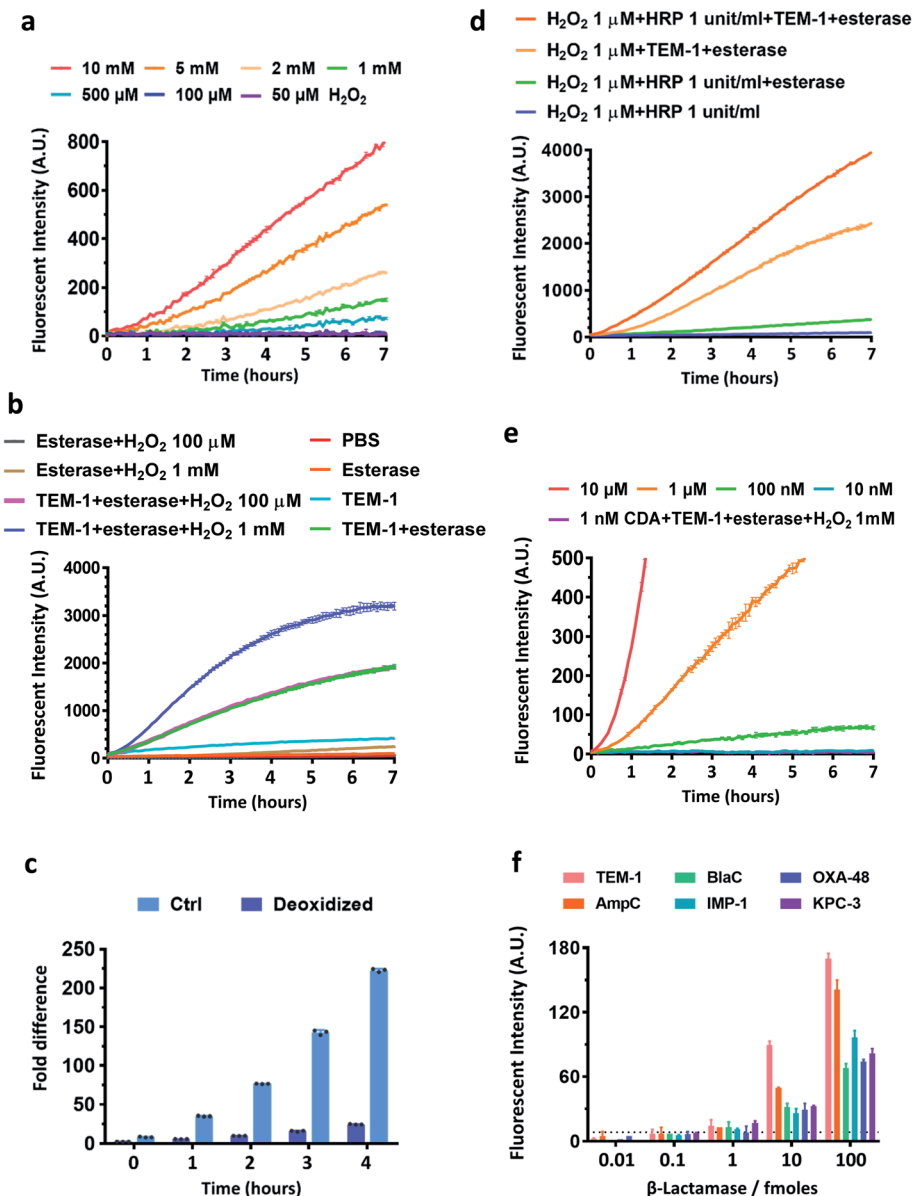 a
10 mM 5 mM 2 mM 1 mM
500 µM 100 µM 50 µM H₂O₂
Fluorescent Intensity (A.U.)
800
600
400
200
0
0 1 2 3 4 5 6 7
Time (hours)
b
Esterase+H₂O₂ 100 µM PBS
Esterase+H₂O₂ 1 mM Esterase
TEM-1+esterase+H₂O₂ 100 µM TEM-1
TEM-1+esterase+H₂O₂ 1 mM TEM-1+esterase
Fluorescent Intensity (A.U.)
4000
3000
2000
1000
0
0 1 2 3 4 5 6 7
Time (hours)
c
Ctrl Deoxidized
Fold difference
250
200
150
100
50
0
0 1 2 3 4
Time (hours)
d
H₂O₂ 1 µM+HRP 1 unit/ml+TEM-1+esterase
H₂O₂ 1 µM+TEM-1+esterase
H₂O₂ 1 µM+HRP 1 unit/ml+esterase
H₂O₂ 1 µM+HRP 1 unit/ml
Fluorescent Intensity (A.U.)
4000
3000
2000
1000
0
0 1 2 3 4 5 6 7
Time (hours)
e
10 µM 1 µM 100 nM 10 nM
1 nM CDA+TEM-1+esterase+H₂O₂ 1mM
Fluorescent Intensity (A.U.)
500
400
300
200
100
0
0 1 2 3 4 5 6 7
Time (hours)
f
TEM-1 BlaC OXA-48
AmpC IMP-1 KPC-3
Fluorescent Intensity (A.U.)
180
120
60
0
0.01 0.1 1 10 100
β-Lactamase / fmoles